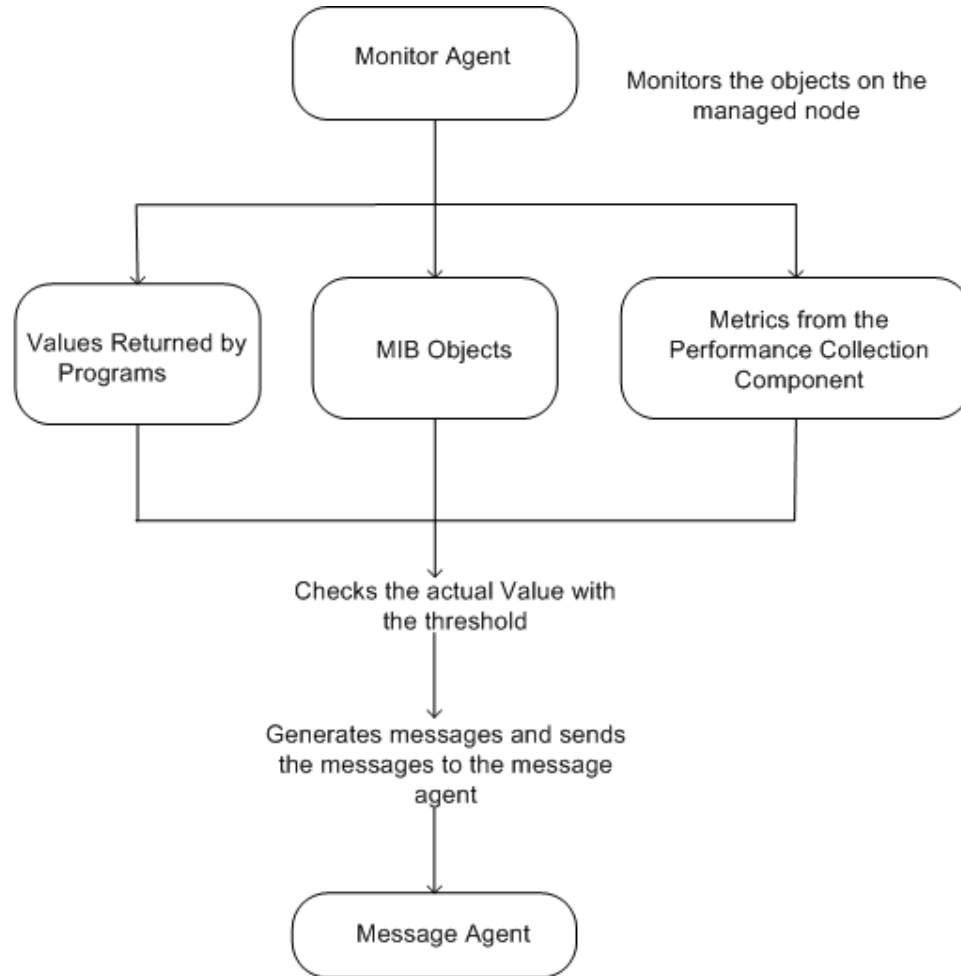 Monitor Agent
Monitors the objects on the
managed node
Values Returned by
Programs
MIB Objects
Metrics from the
Performance Collection
Component
Checks the actual Value with
the threshold
Generates messages and sends
the messages to the message
agent
Message Agent